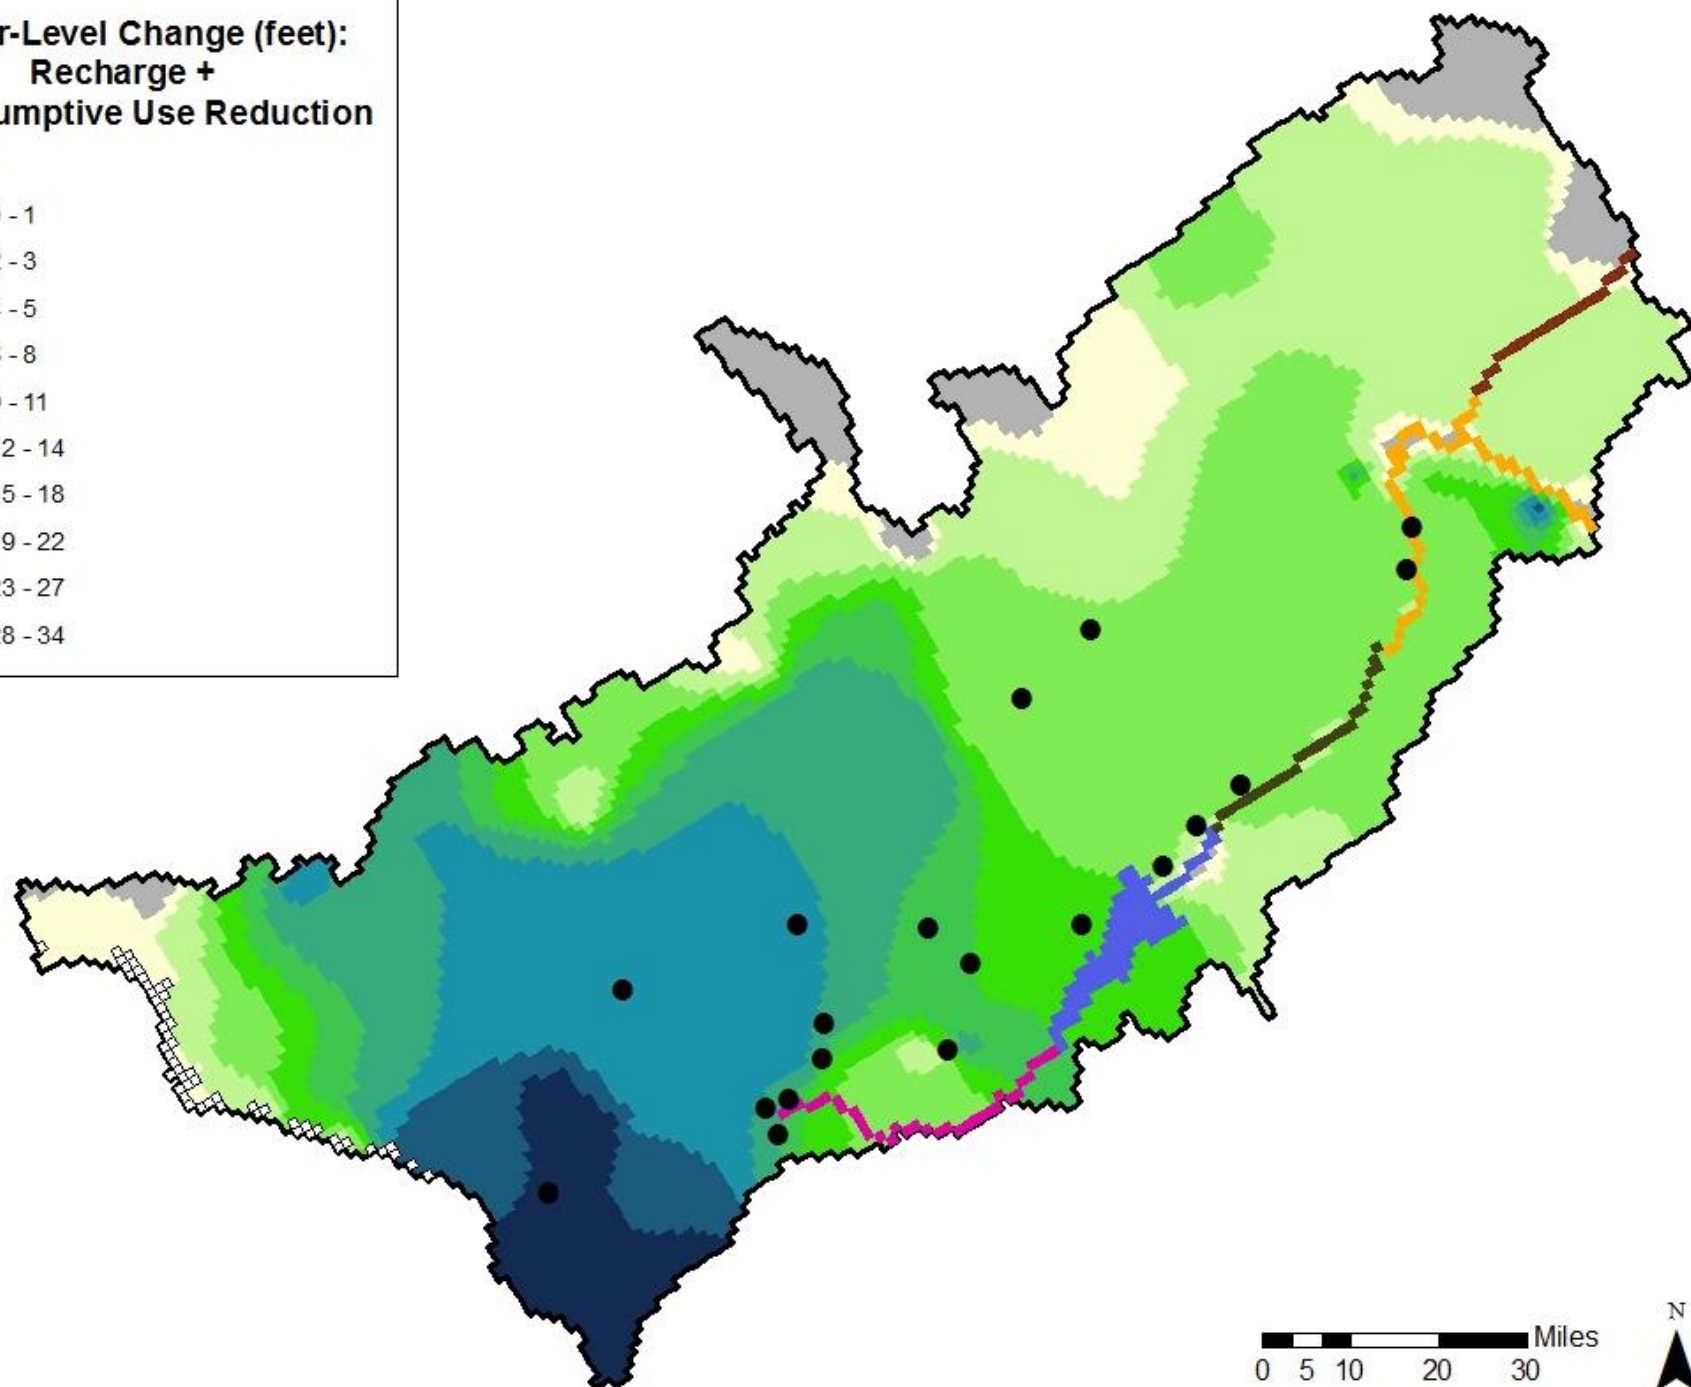 r-Level Change (feet):
Recharge +
umptive Use Reduction
- 1
- 3
- 5
- 8
- 11
2 - 14
5 - 18
9 - 22
3 - 27
8 - 34
N
Miles
0 5 10 20 30